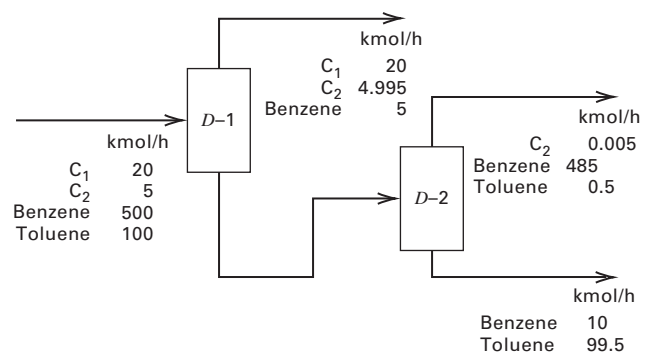 kmol/h
C₁ 20
C₂ 4.995
Benzene 5
D–1
kmol/h
C₁ 20
C₂ 5
Benzene 500
Toluene 100
D–2
kmol/h
C₂ 0.005
Benzene 485
Toluene 0.5
kmol/h
Benzene 10
Toluene 99.5